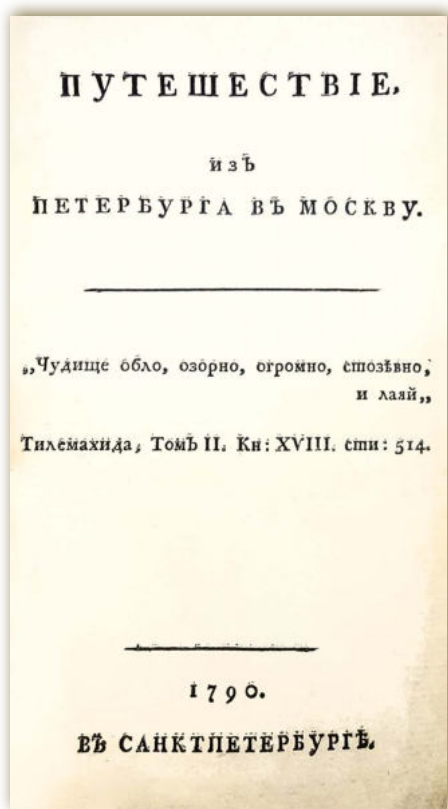 ПУТЕШЕСТВІЕ.
изъ
ПЕТЕРБУРГА ВЪ МОСКВУ.
„Чудище обло, озорно, огромно, стозѣвно,
и лаяй„
Тилемахида, Томъ II. Кн: XVIII. сти: 514.
1790.
ВЪ САНКТПЕТЕРБУРГѢ.